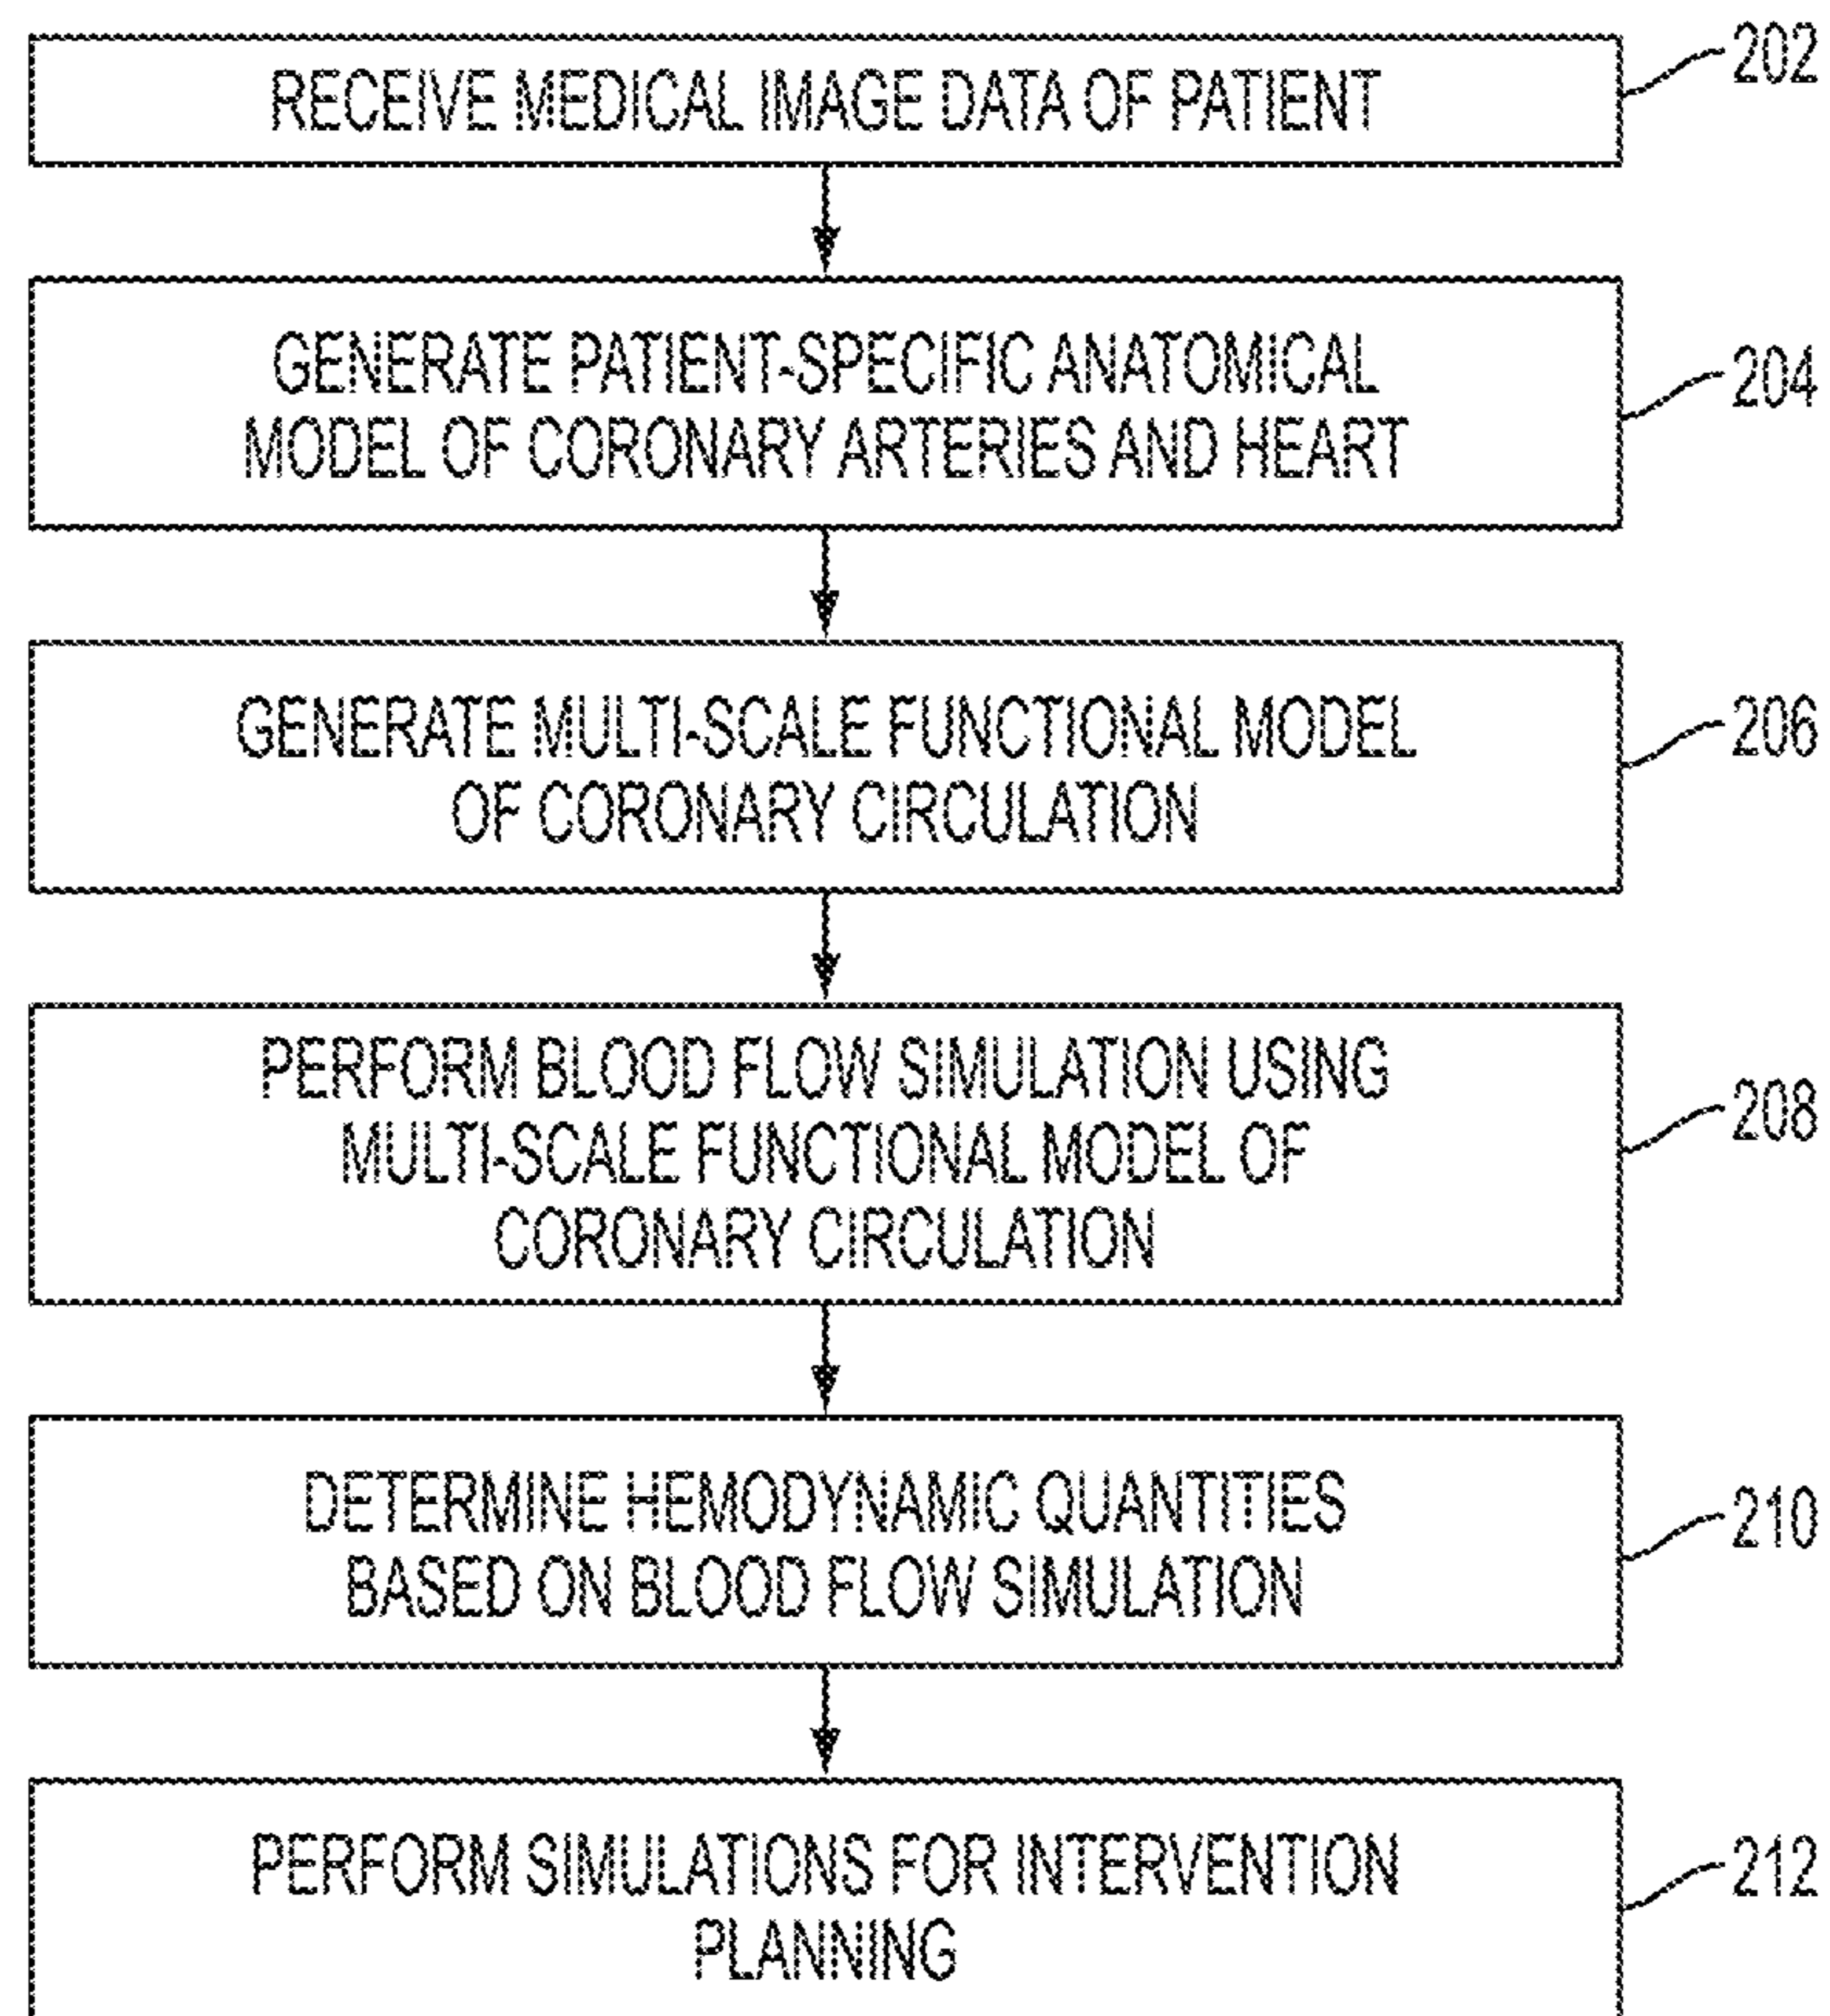 RECEIVE MEDICAL IMAGE DATA OF PATIENT
202
GENERATE PATIENT-SPECIFIC ANATOMICAL
MODEL OF CORONARY ARTERIES AND HEART
204
GENERATE MULTI-SCALE FUNCTIONAL MODEL
OF CORONARY CIRCULATION
206
PERFORM BLOOD FLOW SIMULATION USING
MULTI-SCALE FUNCTIONAL MODEL OF
CORONARY CIRCULATION
208
DETERMINE HEMODYNAMIC QUANTITIES
BASED ON BLOOD FLOW SIMULATION
210
PERFORM SIMULATIONS FOR INTERVENTION
PLANNING
212